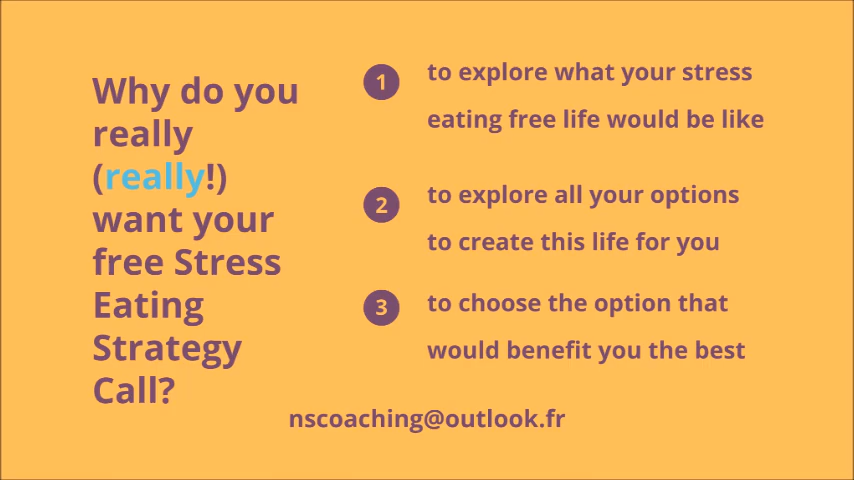 Why do you
really
(really!)
want your
free Stress
Eating
Strategy
Call?
1
to explore what your stress
eating free life would be like
2
to explore all your options
to create this life for you
3
to choose the option that
would benefit you the best
nscoaching@outlook.fr